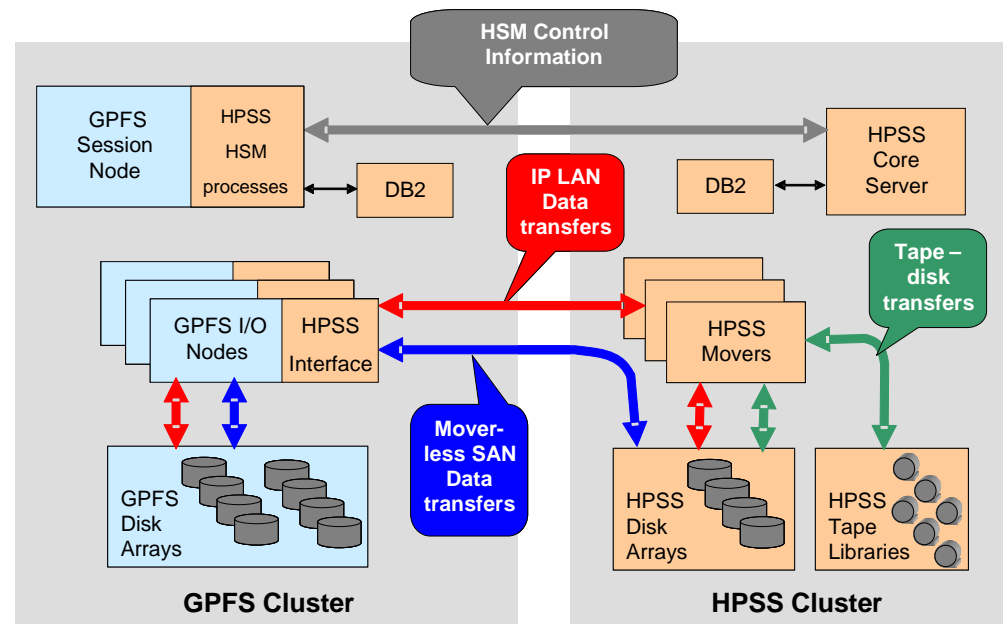 HSM Control
Information
GPFS
Session
Node
HPSS
HSM
processes
DB2
IP LAN
Data
transfers
DB2
HPSS
Core
Server
Tape –
disk
transfers
GPFS I/O
Nodes
HPSS
Interface
HPSS
Movers
Mover-
less SAN
Data
transfers
GPFS
Disk
Arrays
HPSS
Disk
Arrays
HPSS
Tape
Libraries
GPFS Cluster
HPSS Cluster